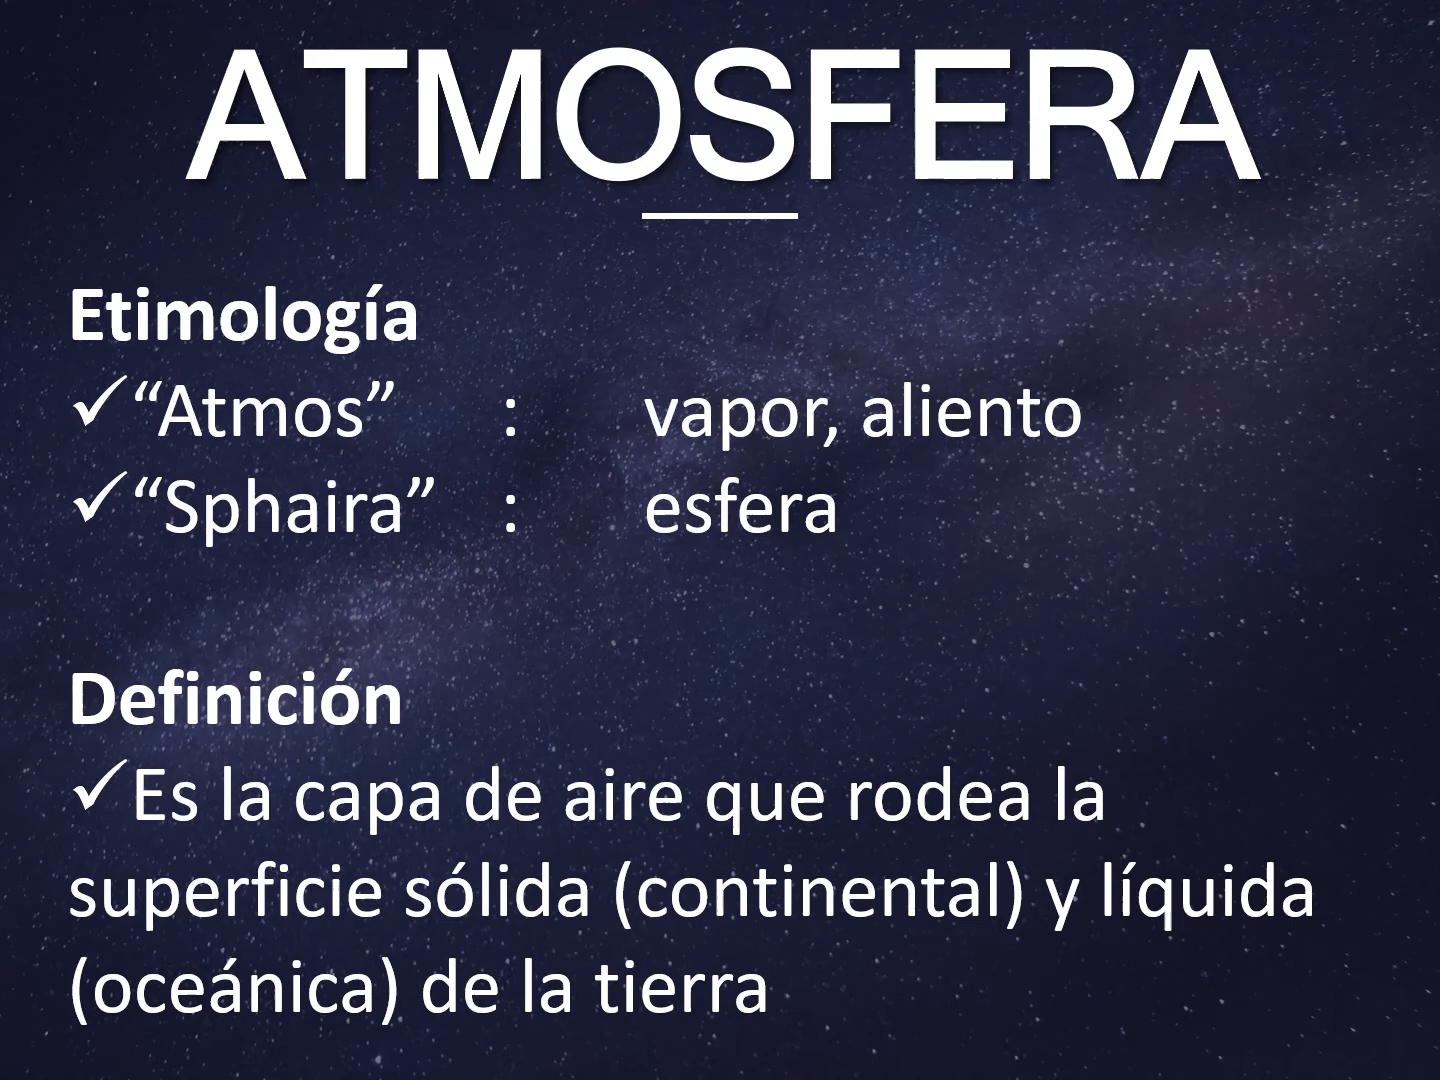 ATMOSFERA
Etimología
✓“Atmos” : vapor, aliento
✓“Sphaira” : esfera
Definición
✓Es la capa de aire que rodea la
superficie sólida (continental) y líquida
(oceánica) de la tierra